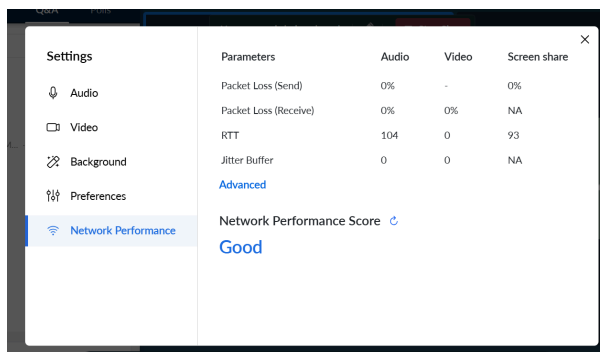 Q&A Polls
Settings
Audio
Video
Background
Preferences
Network Performance
Parameters Audio Video Screen share
Packet Loss (Send) 0% - 0%
Packet Loss (Receive) 0% 0% NA
RTT 104 0 93
Jitter Buffer 0 0 NA
Advanced
Network Performance Score
Good